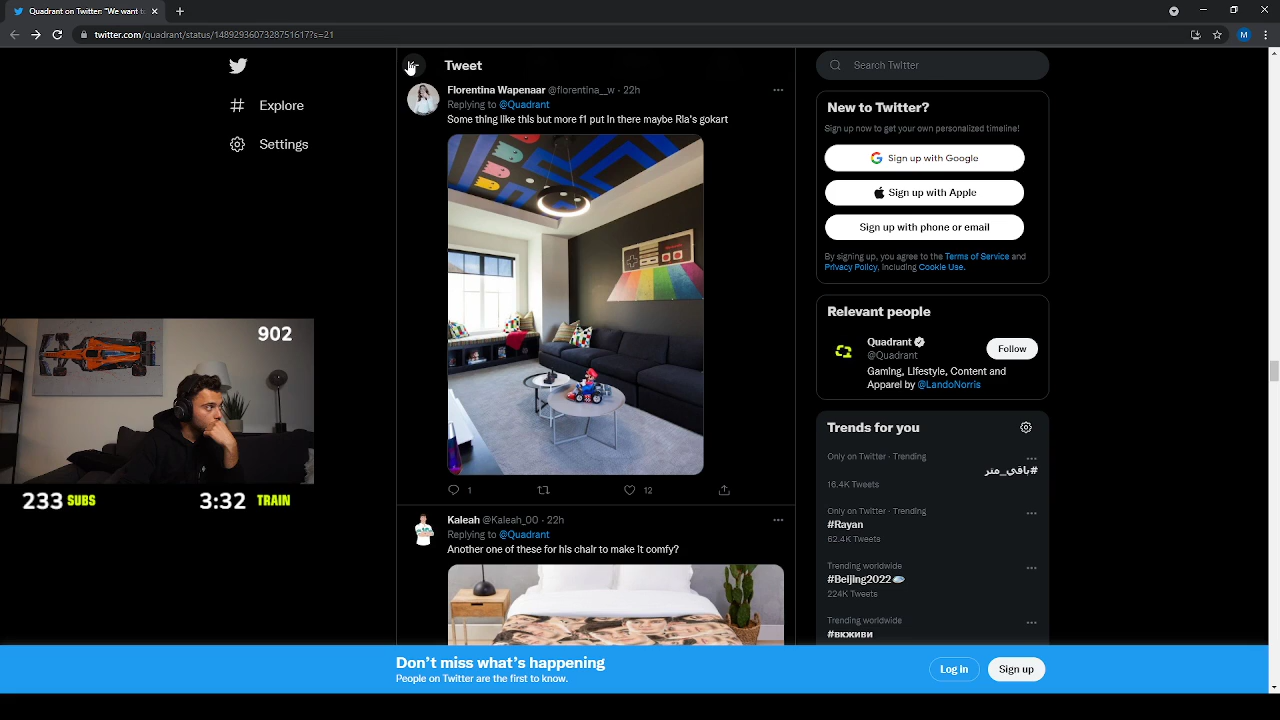 Quadrant on Twitter: "We want to
twitter.com/quadrant/status/1489293607328751617?s=21
M
Explore
Settings
Tweet
Florentina Wapenaar @florentina__w · 22h
Replying to @Quadrant
Some thing like this but more f1 put in there maybe Ria's gokart
1
12
Kaleah @Kaleah_00 · 22h
Replying to @Quadrant
Another one of these for his chair to make it comfy?
Search Twitter
New to Twitter?
Sign up now to get your own personalized timeline!
Sign up with Google
Sign up with Apple
Sign up with phone or email
By signing up, you agree to the Terms of Service and
Privacy Policy, including Cookie Use.
Relevant people
Quadrant
@Quadrant
Follow
Gaming, Lifestyle, Content and
Apparel by @LandoNorris
Trends for you
Only on Twitter · Trending
#باقي_متر
16.4K Tweets
Only on Twitter · Trending
#Rayan
62.4K Tweets
Trending worldwide
#Beijing2022
224K Tweets
Trending worldwide
#вкживи
902
233 SUBS
3:32 TRAIN
Don't miss what's happening
People on Twitter are the first to know.
Log in
Sign up